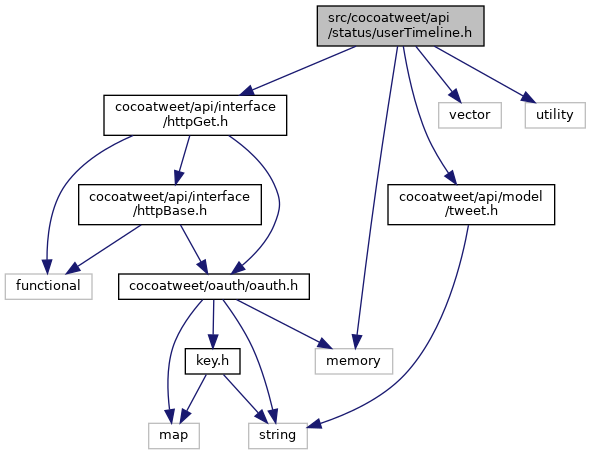 src/cocoatweet/api
/status/userTimeline.h
cocoatweet/api/interface
/httpGet.h
vector
utility
cocoatweet/api/interface
/httpBase.h
cocoatweet/api/model
/tweet.h
functional
cocoatweet/oauth/oauth.h
key.h
memory
map
string